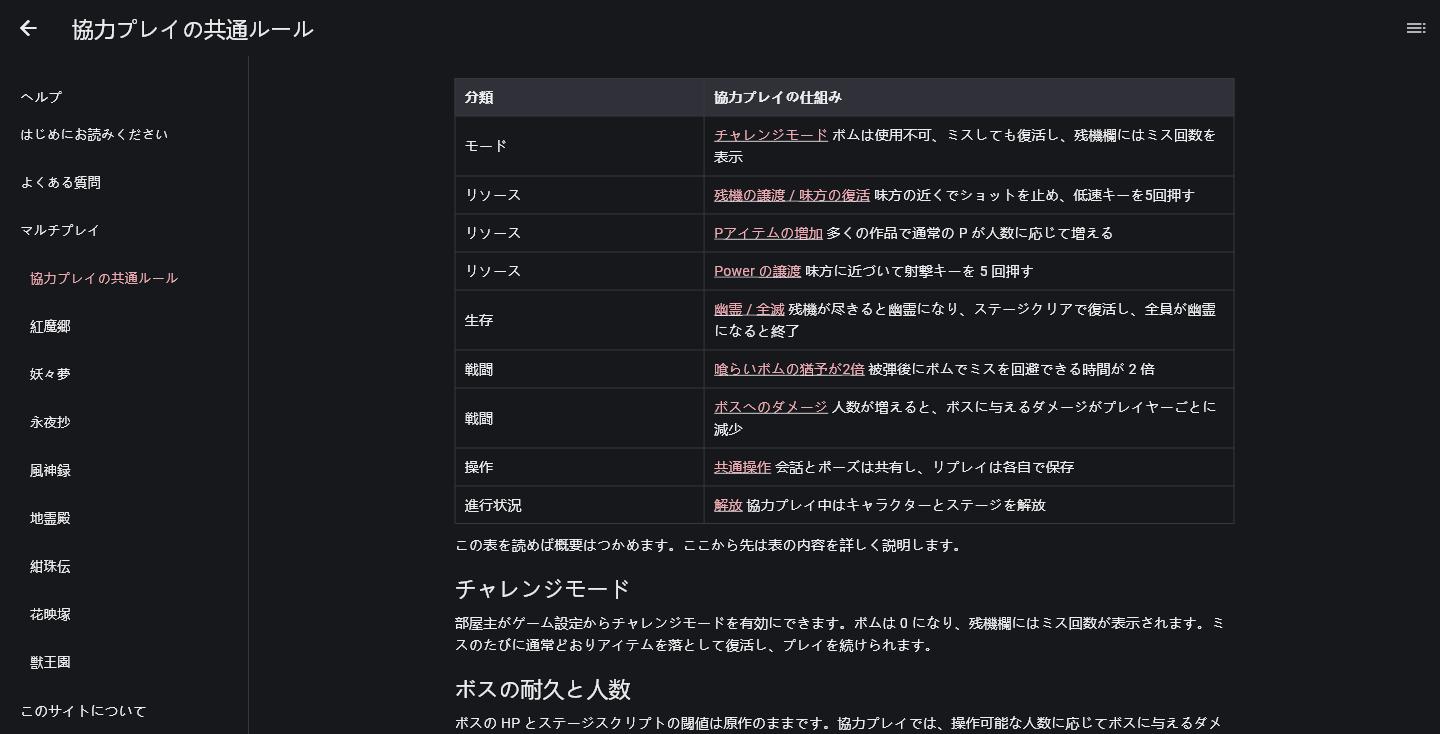 協力プレイの共通ルール
ヘルプ
はじめにお読みください
よくある質問
マルチプレイ
協力プレイの共通ルール
紅魔郷
妖々夢
永夜抄
風神録
地霊殿
紺珠伝
花映塚
獣王園
このサイトについて
分類 協力プレイの仕組み
モード チャレンジモード ボムは使用不可、ミスしても復活し、残機欄にはミス回数を
表示
リソース 残機の譲渡 / 味方の復活 味方の近くでショットを止め、低速キーを5回押す
リソース Pアイテムの増加 多くの作品で通常の P が人数に応じて増える
リソース Power の譲渡 味方に近づいて射撃キーを 5 回押す
生存 幽霊 / 全滅 残機が尽きると幽霊になり、ステージクリアで復活し、全員が幽霊
になると終了
戦闘 喰らいボムの猶予が2倍 被弾後にボムでミスを回避できる時間が 2 倍
戦闘 ボスへのダメージ 人数が増えると、ボスに与えるダメージがプレイヤーごとに
減少
操作 共通操作 会話とポーズは共有し、リプレイは各自で保存
進行状況 解放 協力プレイ中はキャラクターとステージを解放
この表を読めば概要はつかめます。ここから先は表の内容を詳しく説明します。
チャレンジモード
部屋主がゲーム設定からチャレンジモードを有効にできます。ボムは 0 になり、残機欄にはミス回数が表示されます。ミ
スのたびに通常どおりアイテムを落として復活し、プレイを続けられます。
ボスの耐久と人数
ボスの HP とステージスクリプトの閾値は原作のままです。協力プレイでは、操作可能な人数に応じてボスに与えるダメ